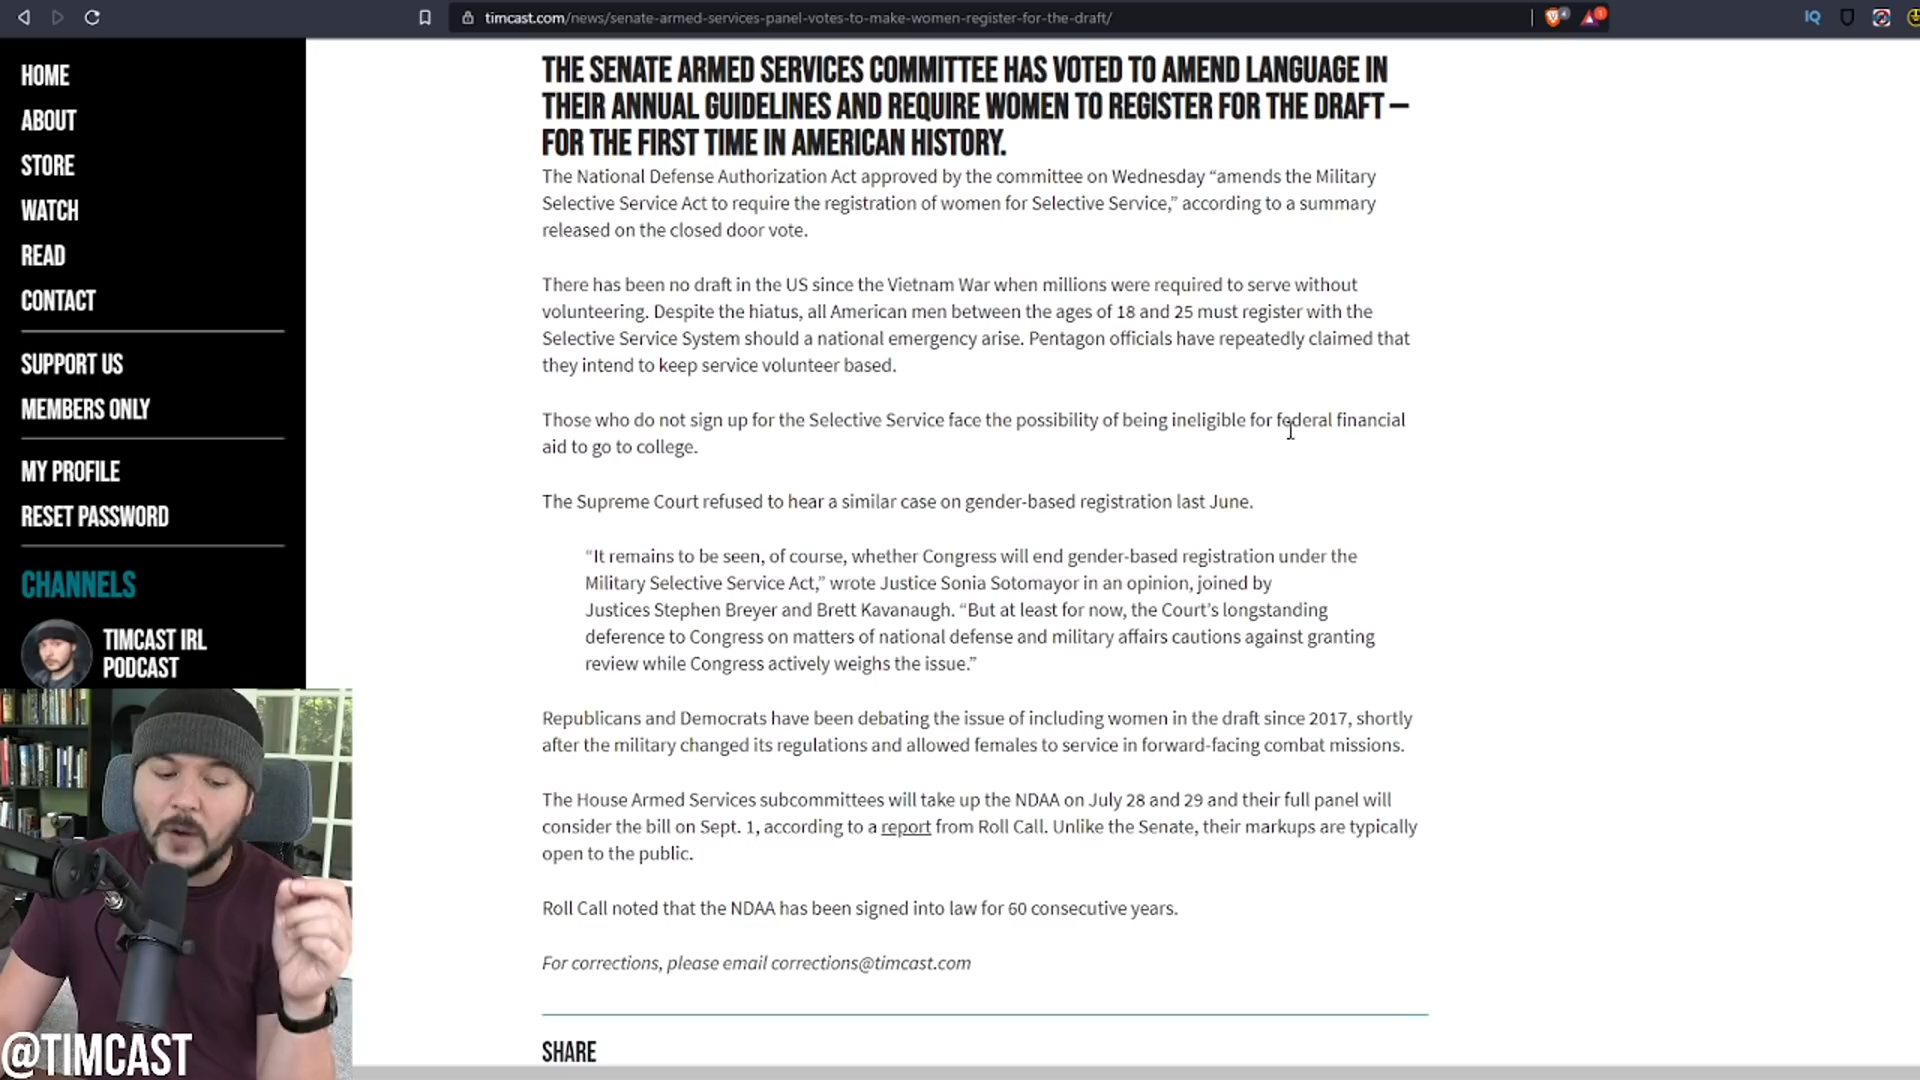 timcast.com/news/senate-armed-services-panel-votes-to-make-women-register-for-the-draft/
4
1
IQ
HOME
ABOUT
STORE
WATCH
READ
CONTACT
SUPPORT US
MEMBERS ONLY
MY PROFILE
RESET PASSWORD
CHANNELS
TIMCAST IRL
PODCAST
THE SENATE ARMED SERVICES COMMITTEE HAS VOTED TO AMEND LANGUAGE IN
THEIR ANNUAL GUIDELINES AND REQUIRE WOMEN TO REGISTER FOR THE DRAFT —
FOR THE FIRST TIME IN AMERICAN HISTORY.
The National Defense Authorization Act approved by the committee on Wednesday “amends the Military
Selective Service Act to require the registration of women for Selective Service,” according to a summary
released on the closed door vote.
There has been no draft in the US since the Vietnam War when millions were required to serve without
volunteering. Despite the hiatus, all American men between the ages of 18 and 25 must register with the
Selective Service System should a national emergency arise. Pentagon officials have repeatedly claimed that
they intend to keep service volunteer based.
Those who do not sign up for the Selective Service face the possibility of being ineligible for federal financial
aid to go to college.
The Supreme Court refused to hear a similar case on gender-based registration last June.
“It remains to be seen, of course, whether Congress will end gender-based registration under the
Military Selective Service Act,” wrote Justice Sonia Sotomayor in an opinion, joined by
Justices Stephen Breyer and Brett Kavanaugh. “But at least for now, the Court’s longstanding
deference to Congress on matters of national defense and military affairs cautions against granting
review while Congress actively weighs the issue.”
Republicans and Democrats have been debating the issue of including women in the draft since 2017, shortly
after the military changed its regulations and allowed females to service in forward-facing combat missions.
The House Armed Services subcommittees will take up the NDAA on July 28 and 29 and their full panel will
consider the bill on Sept. 1, according to a report from Roll Call. Unlike the Senate, their markups are typically
open to the public.
Roll Call noted that the NDAA has been signed into law for 60 consecutive years.
For corrections, please email corrections@timcast.com
SHARE
@TIMCAST